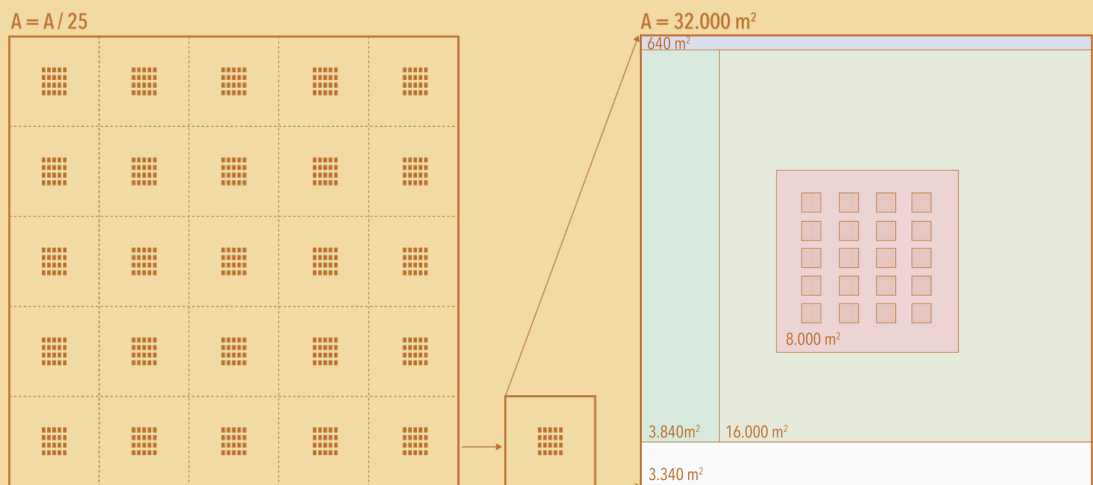 A = A / 25
A = 32.000 m²
640 m²
8.000 m²
3.840m²
16.000 m²
3.340 m²